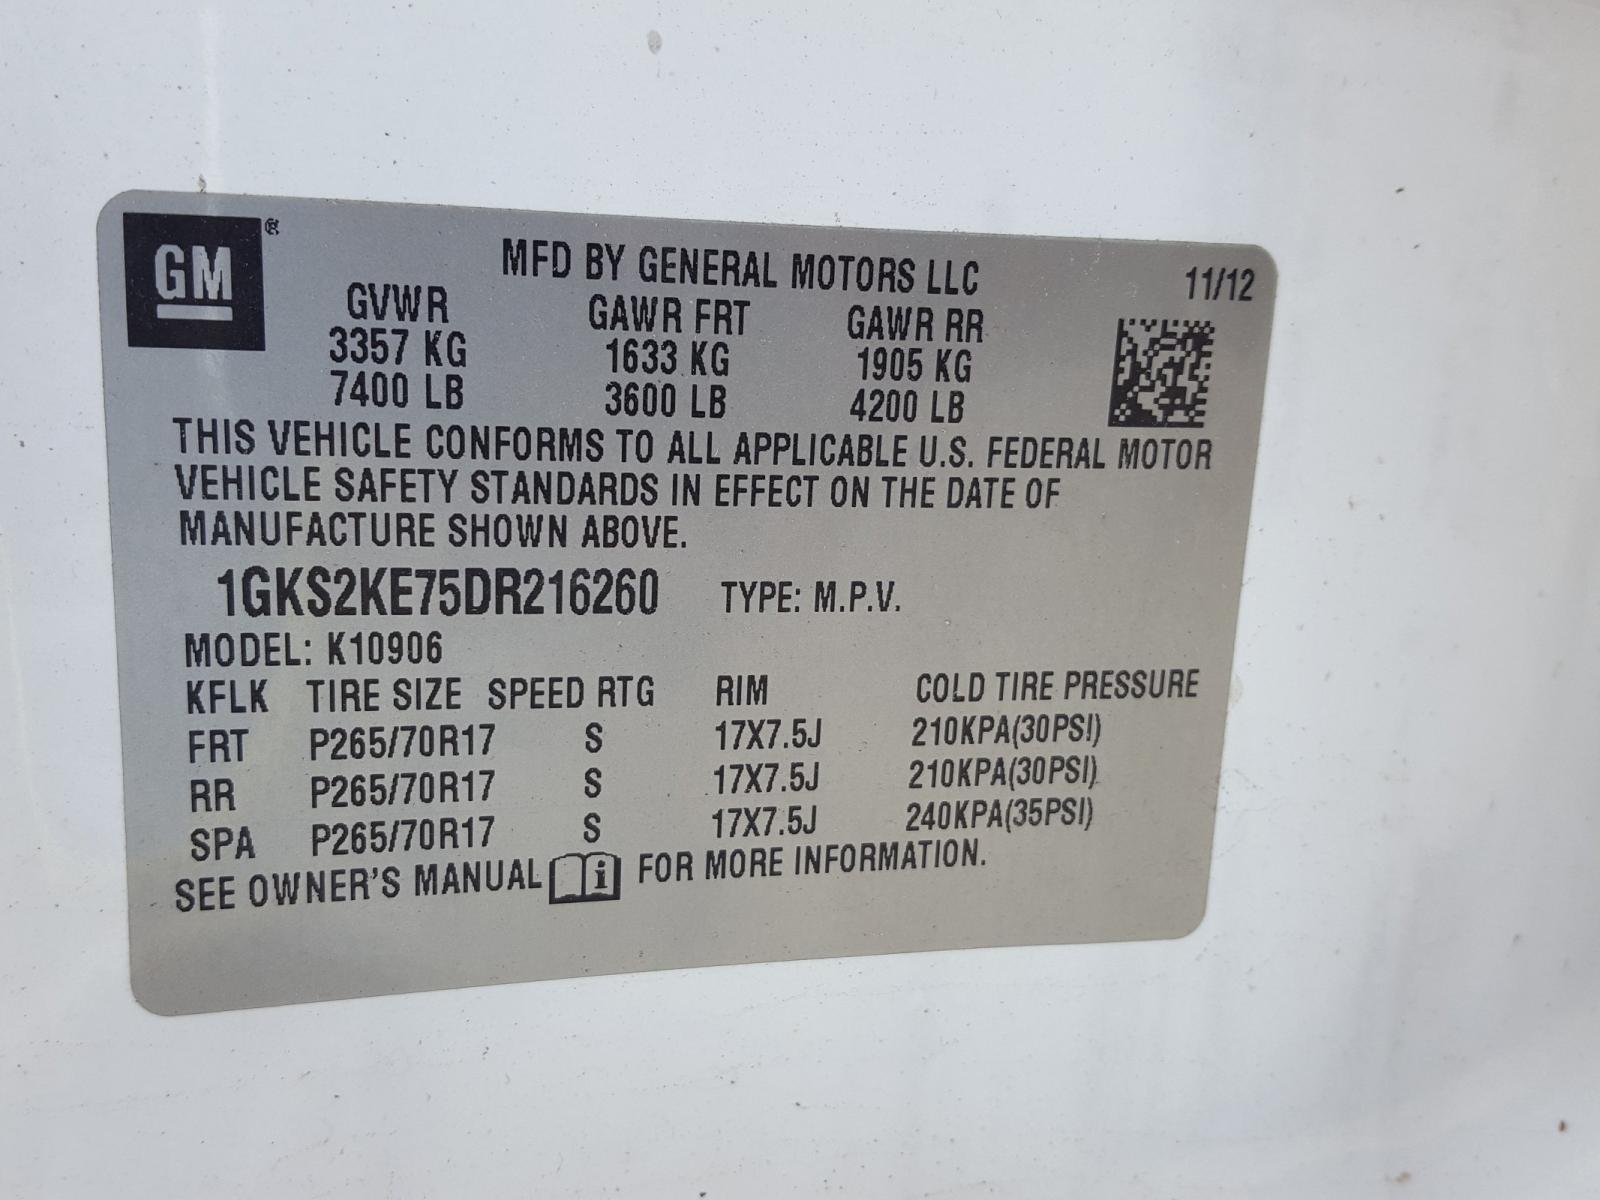 GM ®
MFD BY GENERAL MOTORS LLC 11/12
GVWR GAWR FRT GAWR RR
3357 KG 1633 KG 1905 KG
7400 LB 3600 LB 4200 LB
THIS VEHICLE CONFORMS TO ALL APPLICABLE U.S. FEDERAL MOTOR
VEHICLE SAFETY STANDARDS IN EFFECT ON THE DATE OF
MANUFACTURE SHOWN ABOVE.
1GKS2KE75DR216260 TYPE: M.P.V.
MODEL: K10906
KFLK TIRE SIZE SPEED RTG RIM COLD TIRE PRESSURE
FRT P265/70R17 S 17X7.5J 210KPA(30PSI)
RR P265/70R17 S 17X7.5J 210KPA(30PSI)
SPA P265/70R17 S 17X7.5J 240KPA(35PSI)
SEE OWNER'S MANUAL i FOR MORE INFORMATION.